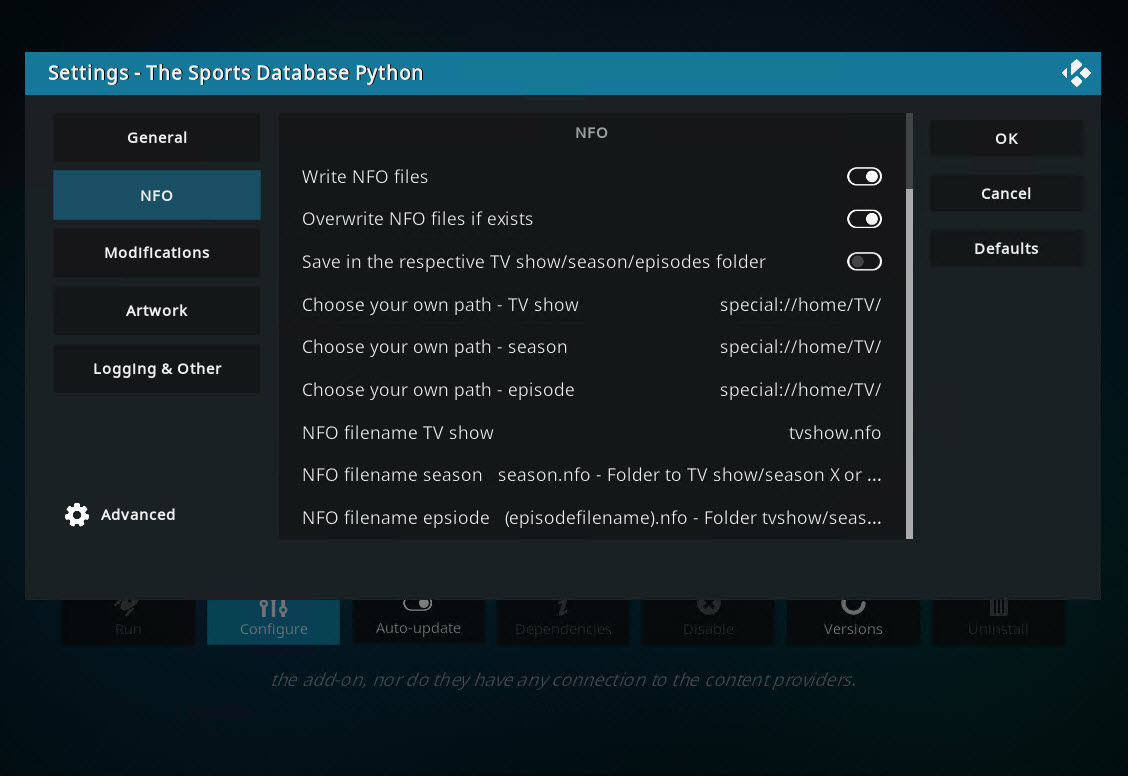 Settings - The Sports Database Python
General
NFO
Modifications
Artwork
Logging & Other
Advanced
NFO
Write NFO files
Overwrite NFO files if exists
Save in the respective TV show/season/episodes folder
Choose your own path - TV show special://home/TV/
Choose your own path - season special://home/TV/
Choose your own path - episode special://home/TV/
NFO filename TV show tvshow.nfo
NFO filename season season.nfo - Folder to TV show/season X or ...
NFO filename epsiode (episodefilename).nfo - Folder tvshow/seas...
OK
Cancel
Defaults
Run
Configure
Auto-update
Dependencies
Disable
Versions
Uninstall
the add-on, nor do they have any connection to the content providers.